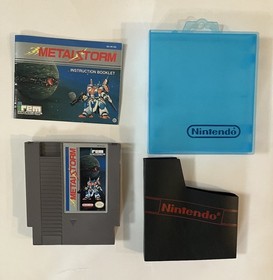 METAL STORM
INSTRUCTION BOOKLET
irem
Nintendo
METAL STORM
irem
Nintendo